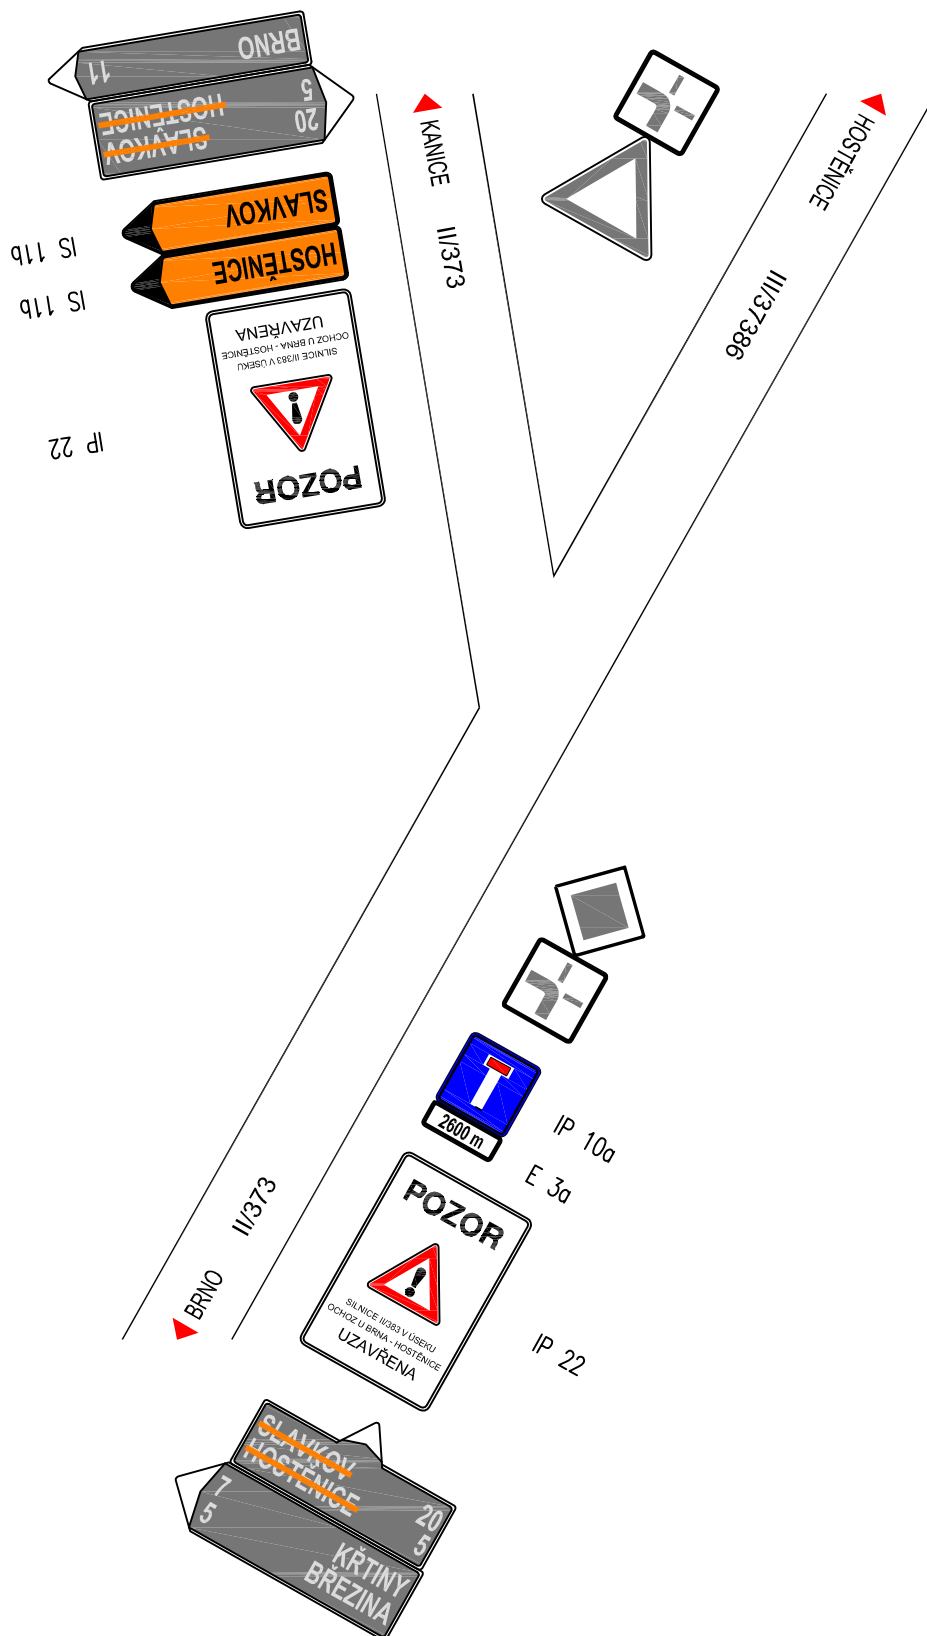 BRNO
11
5
20
HOSTĚNICE
SLAVKOV
SLAVKOV
HOSTĚNICE
IS 11b
IS 11b
POZOR
SILNICE II/383 V ÚSEKU
OCHOZ U BRNA - HOSTĚNICE
UZAVŘENA
IP 22
KANICE
II/373
HOSTĚNICE
III/37386
2600 m
IP 10a
E 3a
POZOR
SILNICE II/383 V ÚSEKU
OCHOZ U BRNA - HOSTĚNICE
UZAVŘENA
IP 22
II/373
BRNO
SLAVKOV 20
HOSTĚNICE 5
7 KŘTINY
5 BŘEZINA